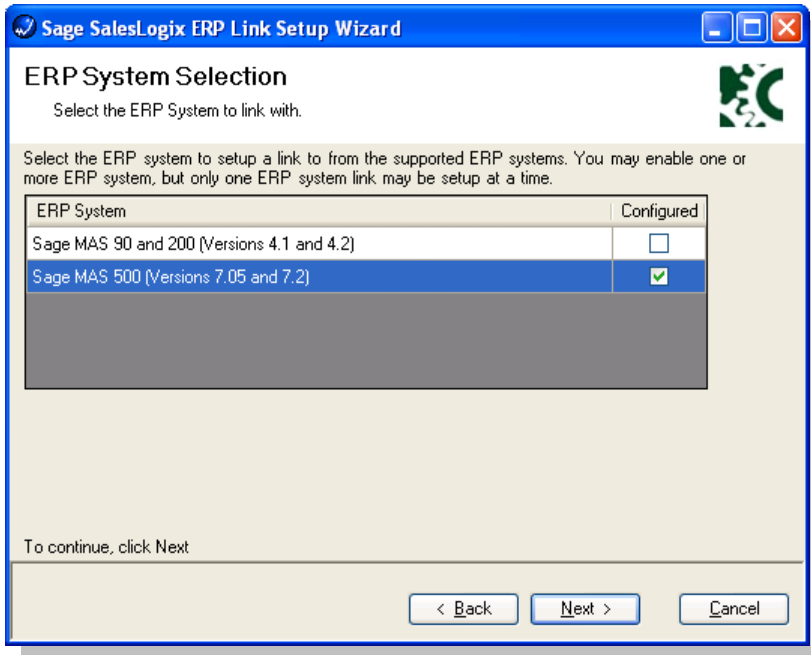 Sage SalesLogix ERP Link Setup Wizard
ERP System Selection
Select the ERP System to link with.
Select the ERP system to setup a link to from the supported ERP systems. You may enable one or
more ERP system, but only one ERP system link may be setup at a time.
ERP System Configured
Sage MAS 90 and 200 (Versions 4.1 and 4.2)
Sage MAS 500 (Versions 7.05 and 7.2)
To continue, click Next
< Back Next > Cancel